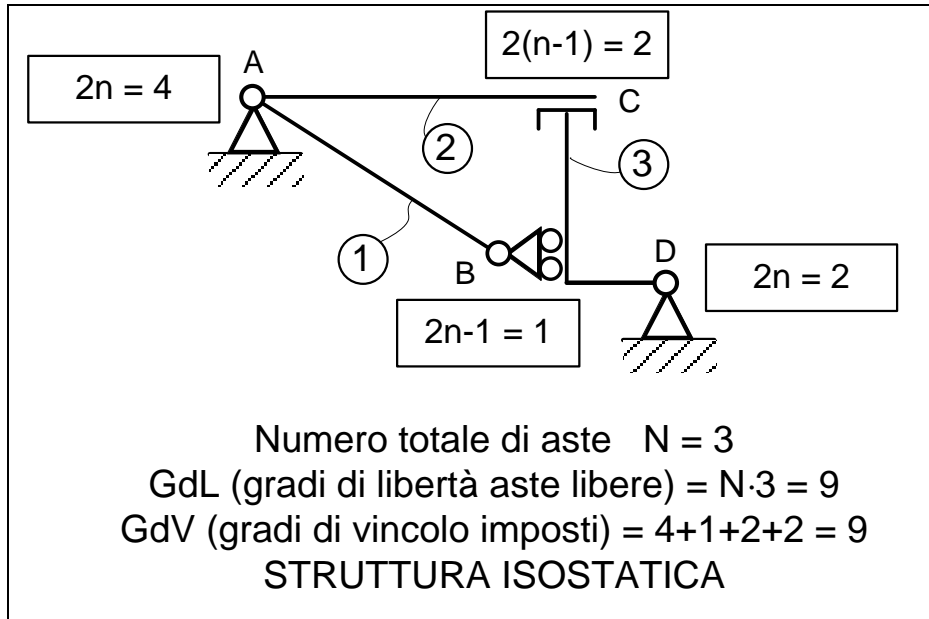 2(n-1) = 2
A
2n = 4
C
2
3
1
B
D
2n = 2
2n-1 = 1
Numero totale di aste N = 3
GdL (gradi di libertà aste libere) = N·3 = 9
GdV (gradi di vincolo imposti) = 4+1+2+2 = 9
STRUTTURA ISOSTATICA